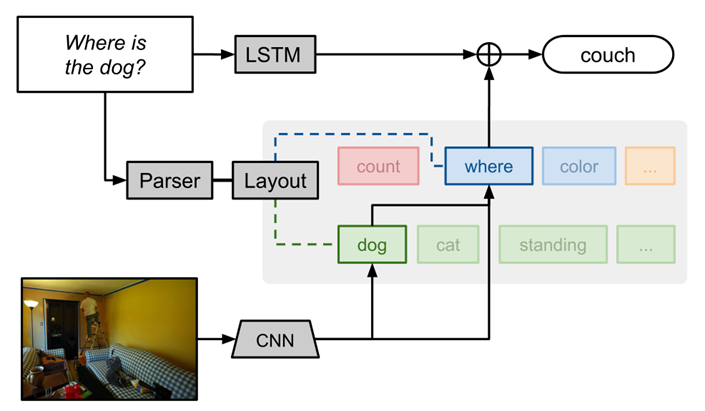 Where is
the dog?
LSTM
couch
Parser
Layout
count
where
color
...
dog
cat
standing
...
CNN